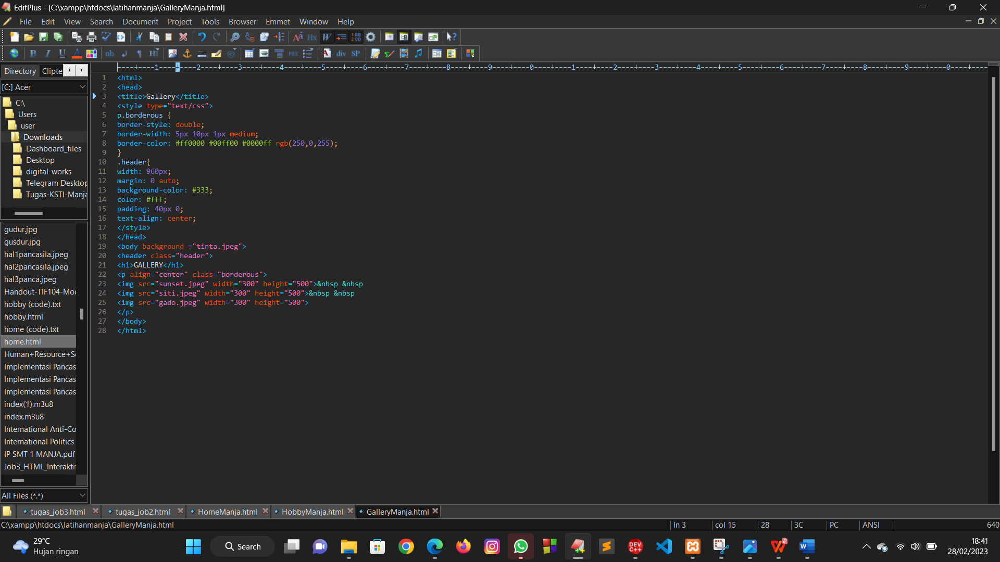 EditPlus - [C:\xampp\htdocs\latihanmanja\GalleryManja.html]
File Edit View Search Document Project Tools Browser Emmet Window Help
Directory Clipte
[C:] Acer
C:\
Users
user
Downloads
Dashboard_files
Desktop
digital-works
Telegram Desktop
Tugas-KSTI-Manja
gudur.jpg
gusdur.jpg
hal1pancasila.jpeg
hal2pancasila.jpeg
hal3panca.jpeg
Handout-TIF104-Mod
hobby (code).txt
hobby.html
home (code).txt
home.html
Human+Resource+S
Implementasi Pancas
Implementasi Pancas
Implementasi Pancas
index(1).m3u8
index.m3u8
International Anti-Co
International Politics
IP SMT 1 MANJA.pdf
Job3_HTML_Interakti
All Files (*.*)
1 <html>
2 <head>
3 <title>Gallery</title>
4 <style type="text/css">
5 p.borderous {
6 border-style: double;
7 border-width: 5px 10px 1px medium;
8 border-color: #ff0000 #00ff00 #0000ff rgb(250,0,255);
9 }
10 .header{
11 width: 960px;
12 margin: 0 auto;
13 background-color: #333;
14 color: #fff;
15 padding: 40px 0;
16 text-align: center;
17 </style>
18 </head>
19 <body background ="tinta.jpeg">
20 <header class="header">
21 <h1>GALLERY</h1>
22 <p align="center" class="borderous">
23 <img src="sunset.jpeg" width="300" height="500">&nbsp &nbsp
24 <img src="siti.jpeg" width="300" height="500">&nbsp &nbsp
25 <img src="gado.jpeg" width="300" height="500">
26 </p>
27 </body>
28 </html>
tugas_job3.html tugas_job2.html HomeManja.html HobbyManja.html GalleryManja.html
C:\xampp\htdocs\latihanmanja\GalleryManja.html ln 3 col 15 28 3C PC ANSI 640
29°C
Hujan ringan
Search
18:41
28/02/2023